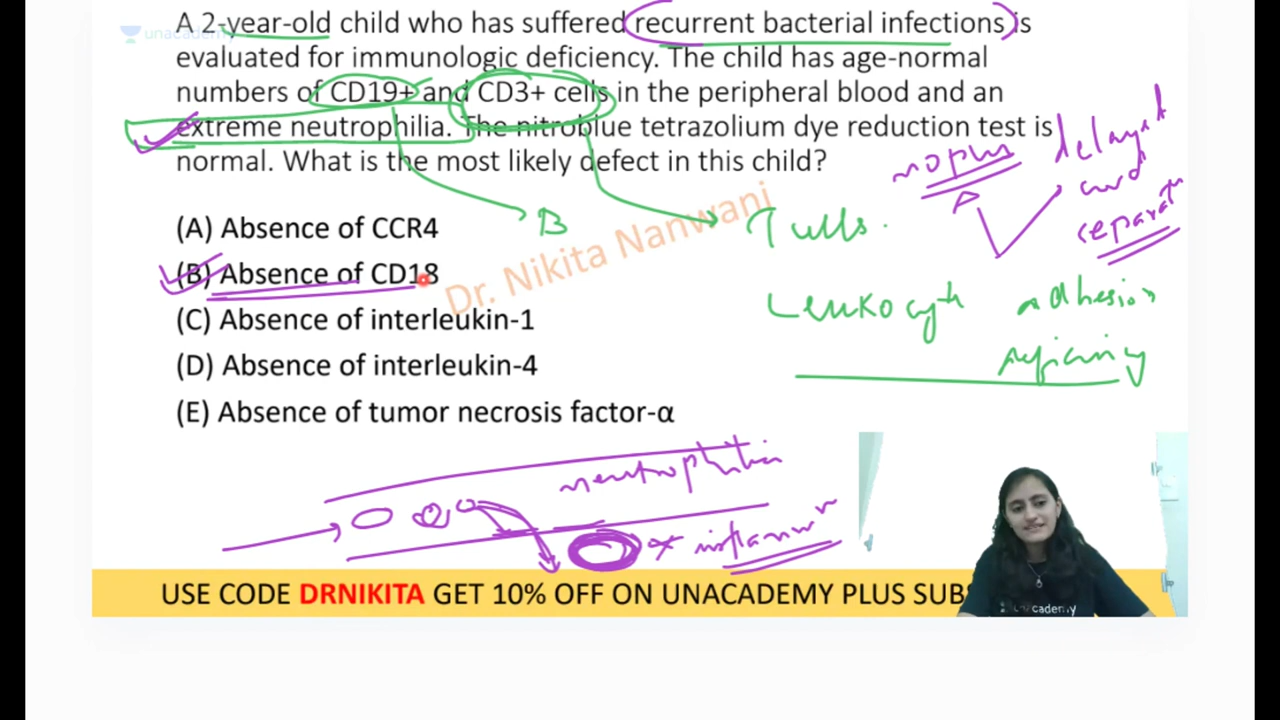 A 2-year-old child who has suffered recurrent bacterial infections is
unacademy
evaluated for immunologic deficiency. The child has age-normal
numbers of CD19+ and CD3+ cells in the peripheral blood and an
extreme neutrophilia. The nitroblue tetrazolium dye reduction test is
normal. What is the most likely defect in this child?
delayed
cord
separatn
(A) Absence of CCR4
B
T cells.
(B) Absence of CD18
Dr. Nikita Nanwani
Leukocyte adhesion
deficiency
(C) Absence of interleukin-1
(D) Absence of interleukin-4
(E) Absence of tumor necrosis factor-α
neutrophilia
inflammn
USE CODE DRNIKITA GET 10% OFF ON UNACADEMY PLUS SUBS